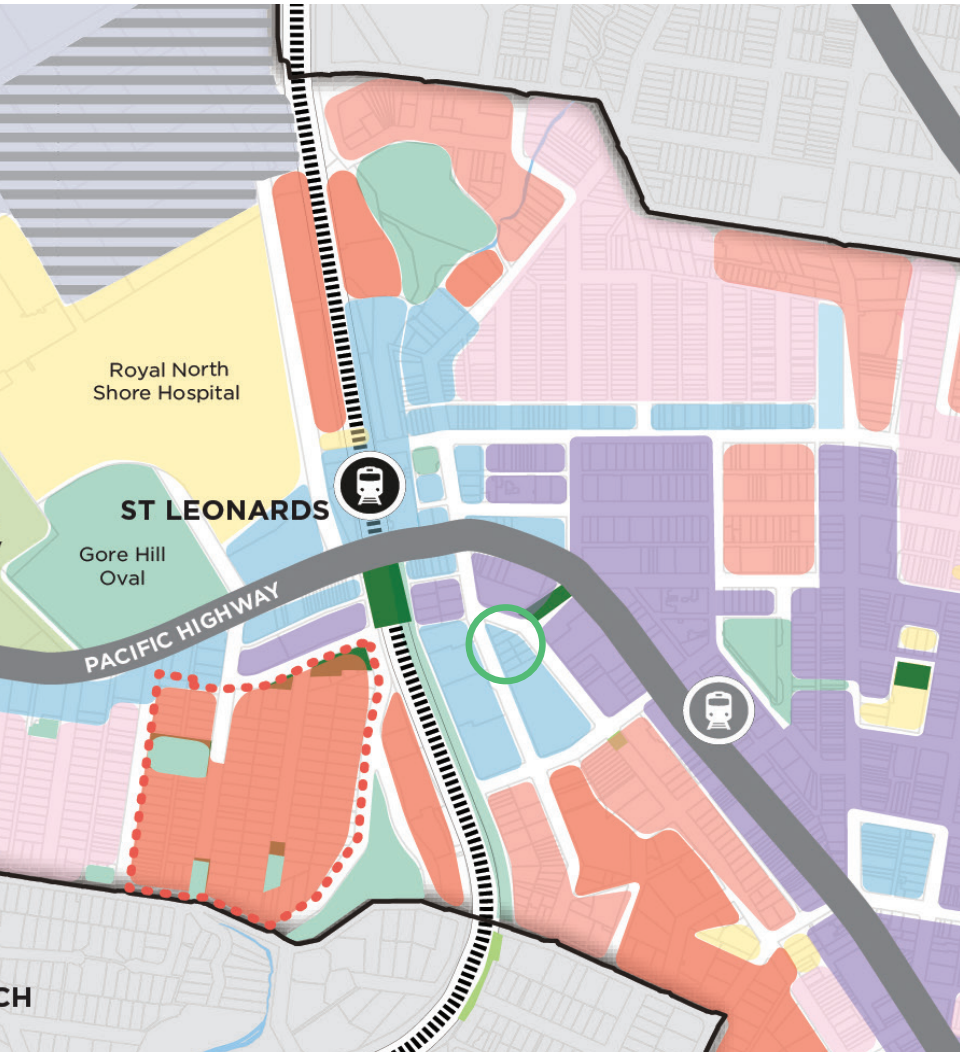 Royal North
Shore Hospital
ST LEONARDS
Gore Hill
Oval
PACIFIC HIGHWAY
CH